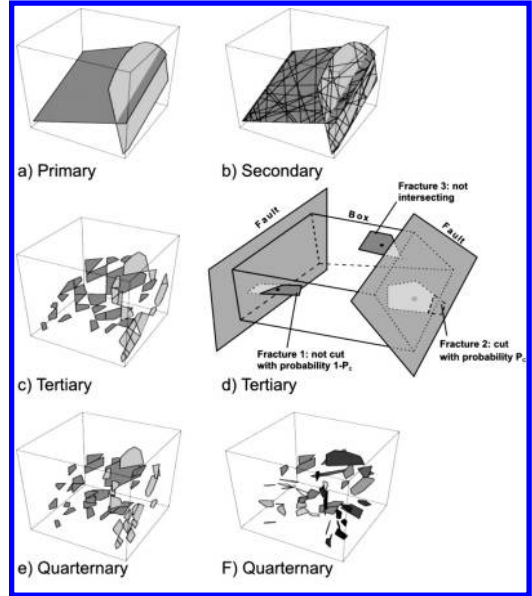 a) Primary
b) Secondary
Fault
Box
Fracture 3: not
intersecting
Fault
Fracture 1: not cut
with probability 1-Pc
Fracture 2: cut
with probability Pc
c) Tertiary
d) Tertiary
e) Quarternary
F) Quarternary